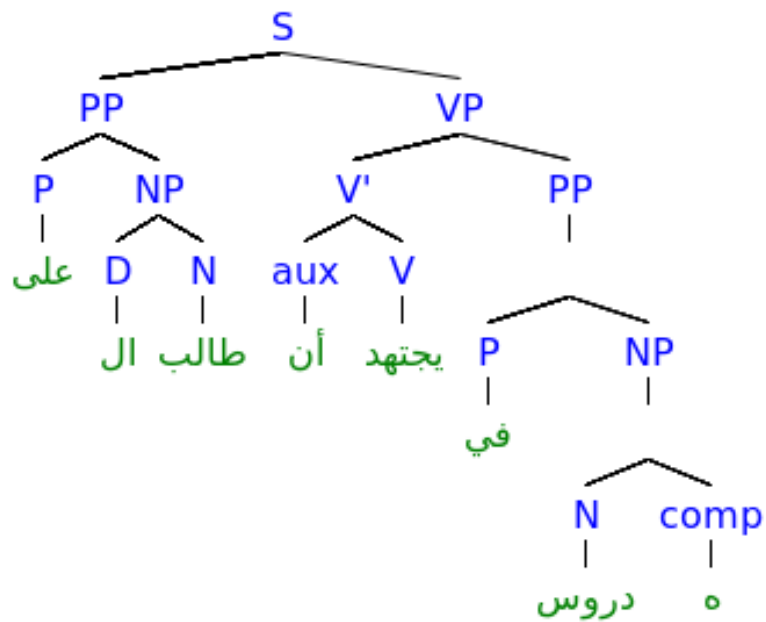 S
PP VP
P NP V' PP
على D N aux V
ال طالب أن يجتهد P NP
في
N comp
دروس ه